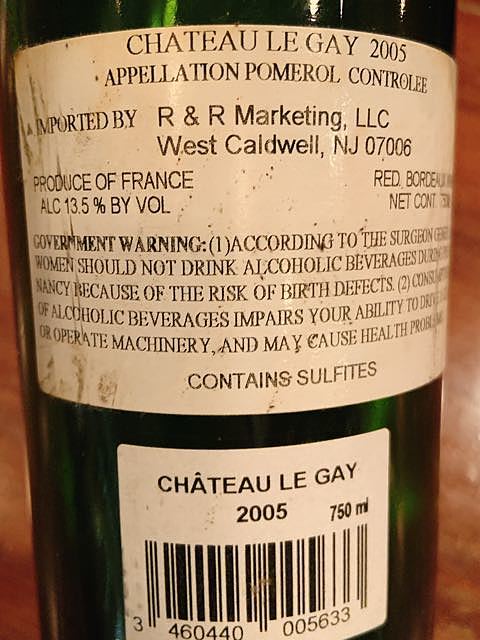 CHATEAU LE GAY 2005
APPELLATION POMEROL CONTROLEE
IMPORTED BY R & R Marketing, LLC
West Caldwell, NJ 07006
PRODUCE OF FRANCE RED BORDEAUX
ALC 13.5 % BY VOL NET CONT
GOVERNMENT WARNING: (1) ACCORDING TO THE SURGEON
WOMEN SHOULD NOT DRINK ALCOHOLIC BEVERAGES
NANCY BECAUSE OF THE RISK OF BIRTH DEFECTS. (2)
OF ALCOHOLIC BEVERAGES IMPAIRS YOUR ABILITY TO
OR OPERATE MACHINERY, AND MAY CAUSE HEALTH
CONTAINS SULFITES
CHÂTEAU LE GAY
2005 750 ml
3 460440 005633